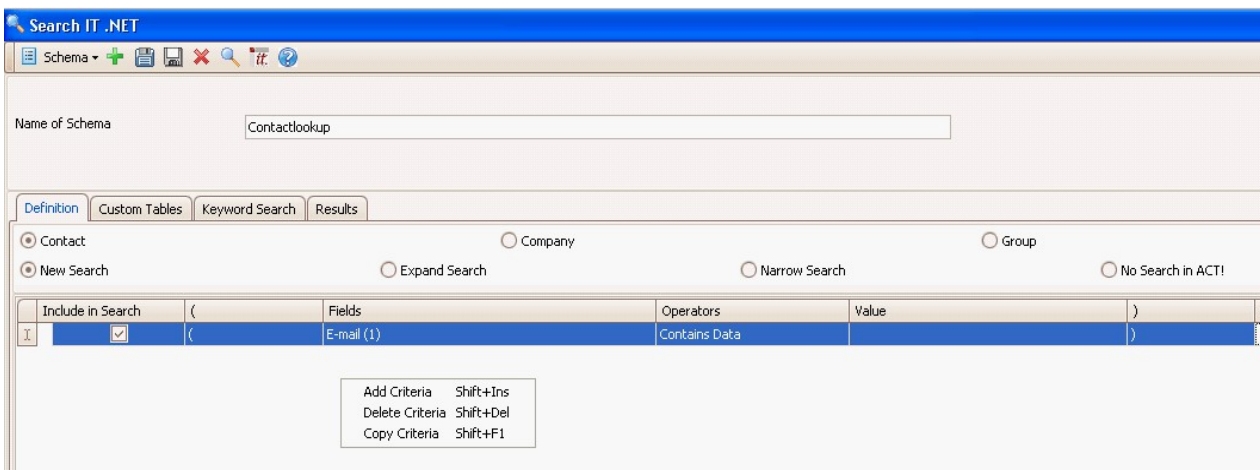 Search IT .NET
Schema
tt.
Name of Schema Contactlookup
Definition Custom Tables Keyword Search Results
Contact Company Group
New Search Expand Search Narrow Search No Search in ACT!
Include in Search ( Fields Operators Value )
( E-mail (1) Contains Data )
Add Criteria Shift+Ins
Delete Criteria Shift+Del
Copy Criteria Shift+F1